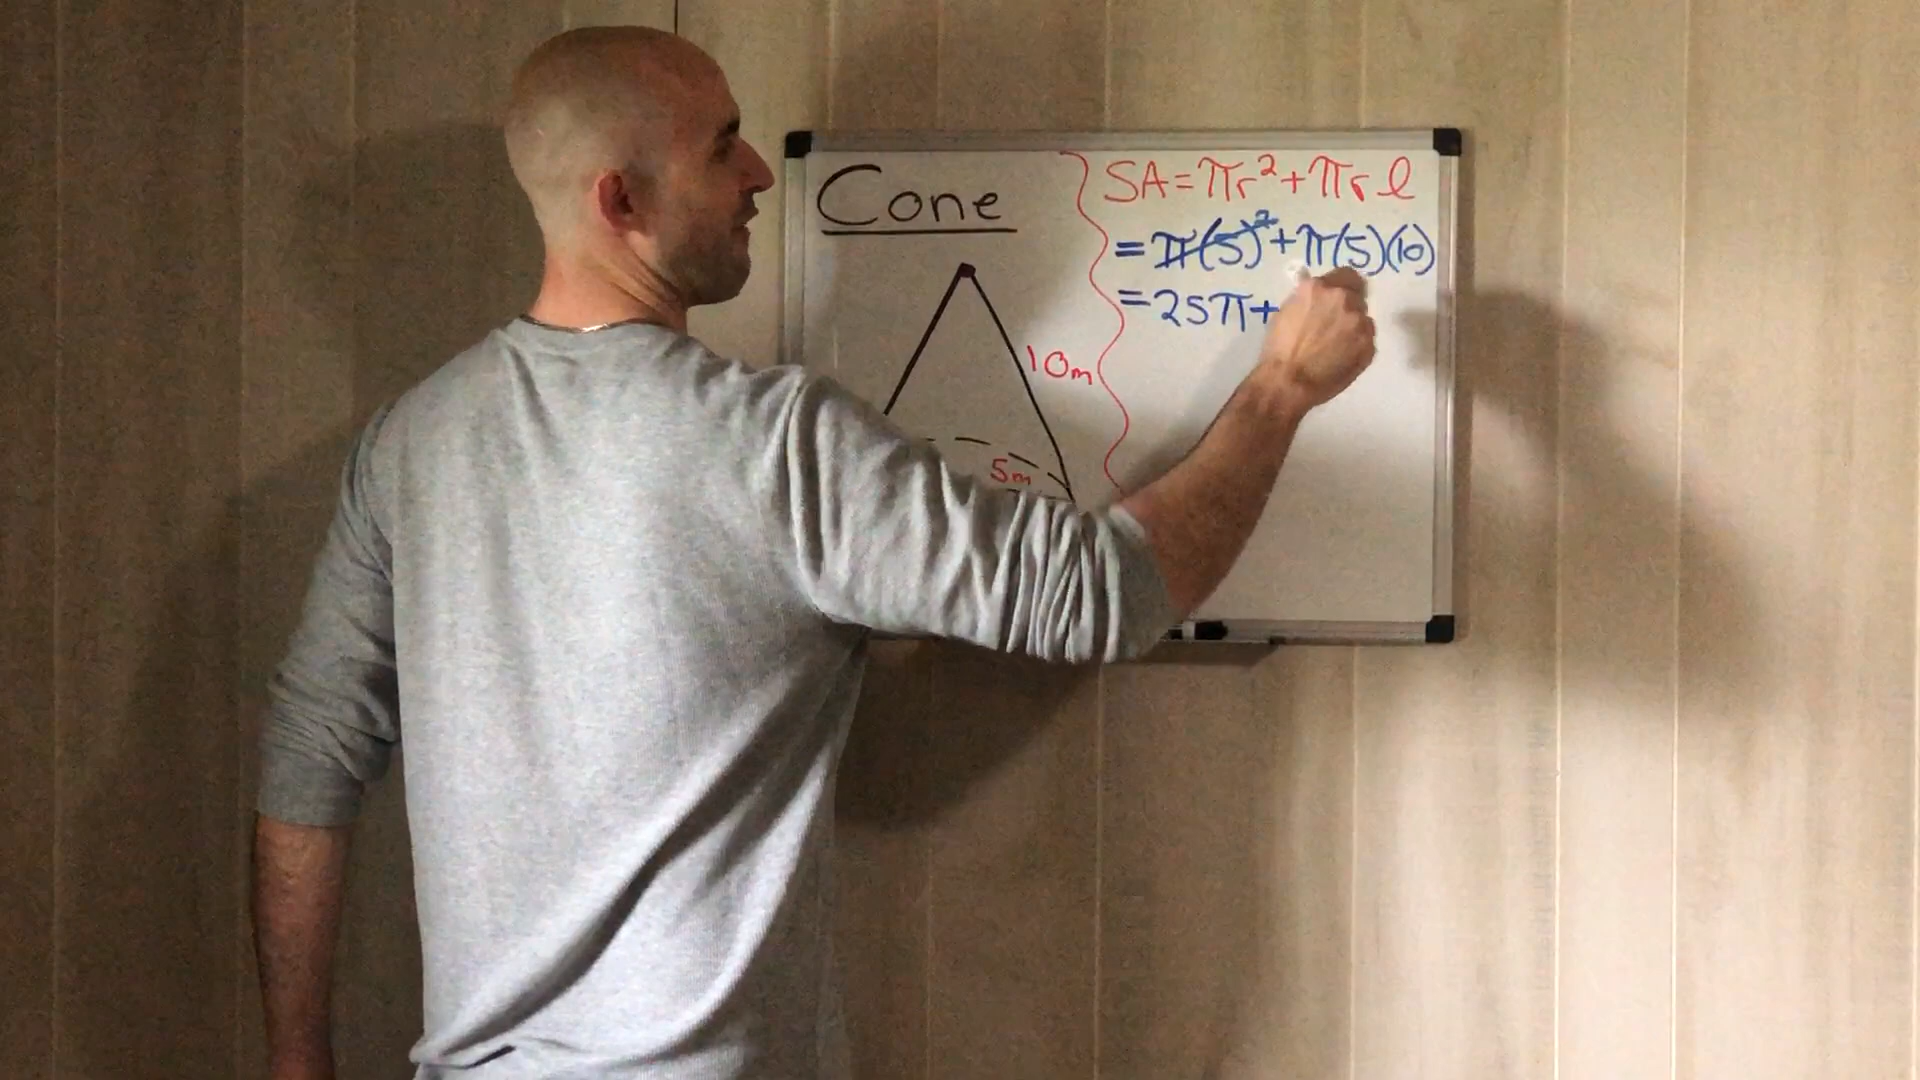 Cone
10m
5m
SA=πr²+πrl
=π(5)²+π(5)(10)
=25π+